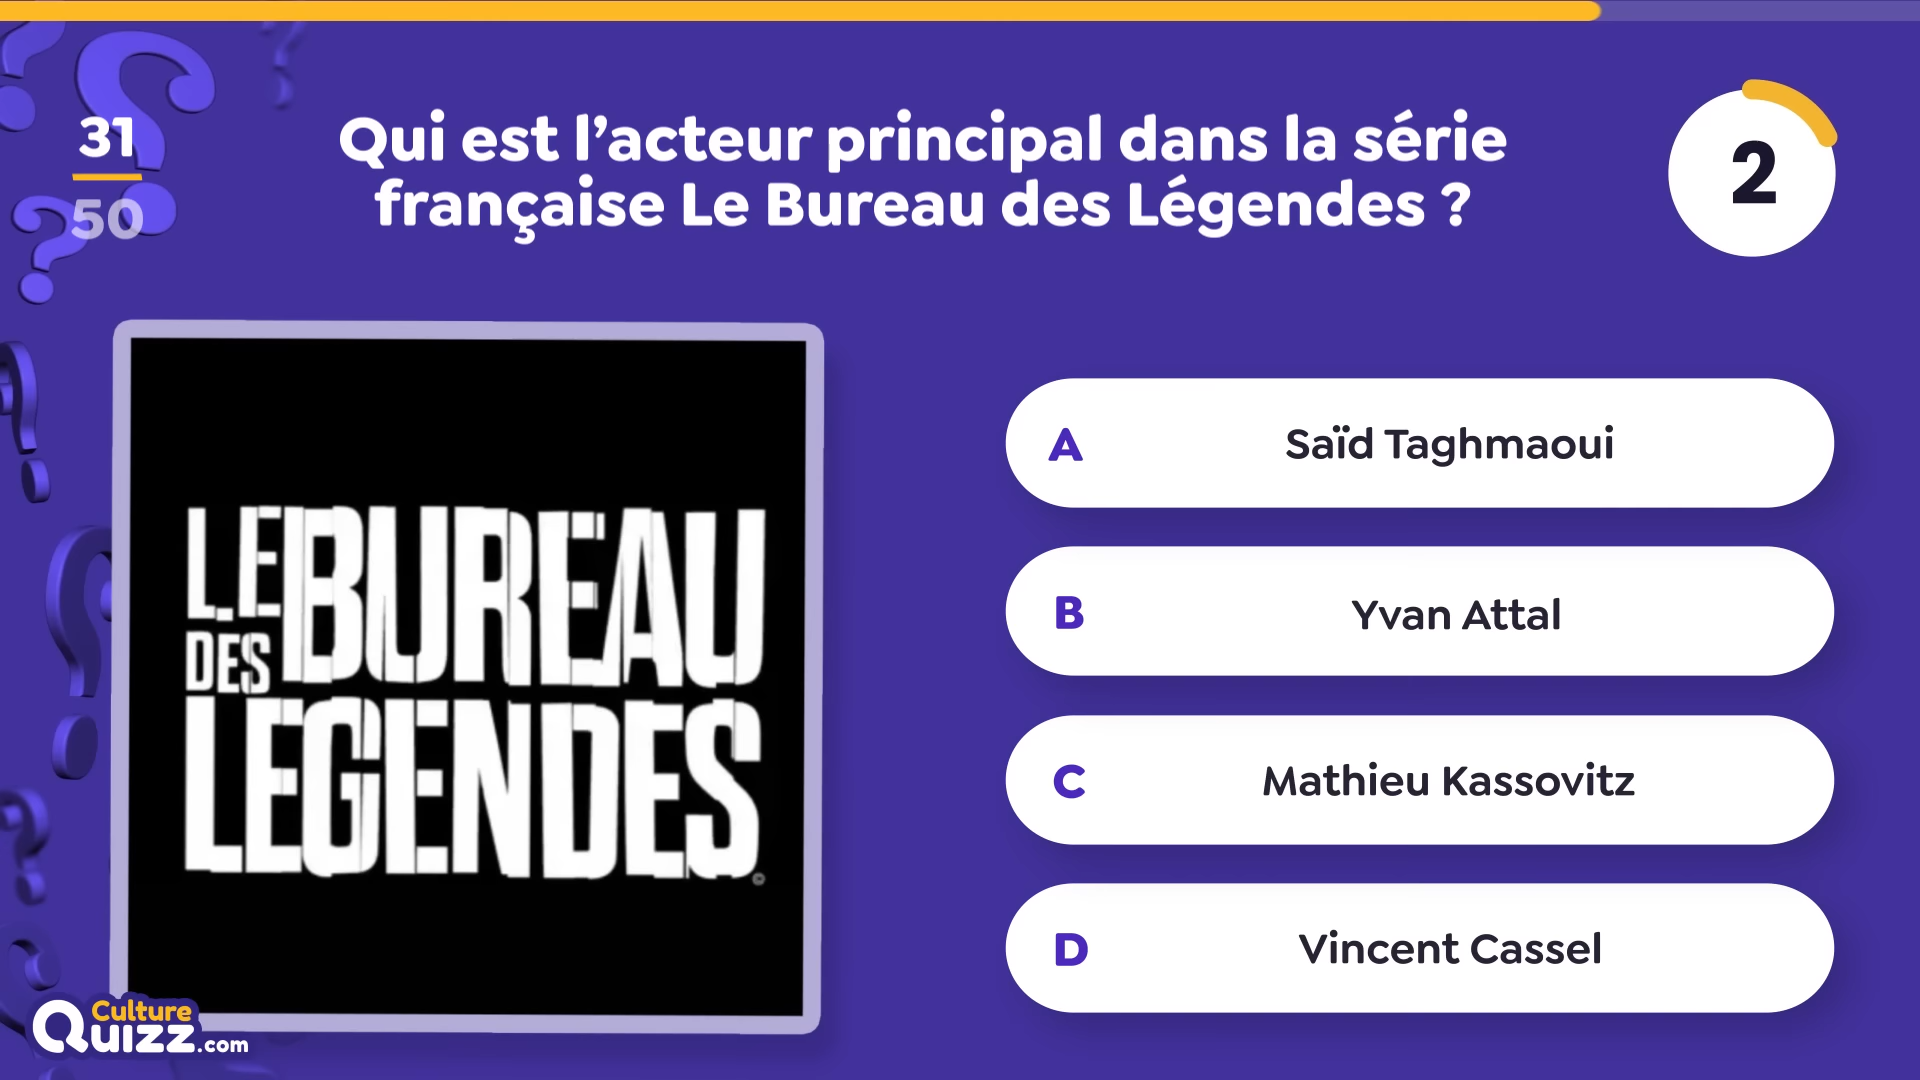 31
50
Qui est l’acteur principal dans la série
française Le Bureau des Légendes ?
2
LE BUREAU
DES
LEGENDES
A Saïd Taghmaoui
B Yvan Attal
C Mathieu Kassovitz
D Vincent Cassel
Culture
Quizz.com